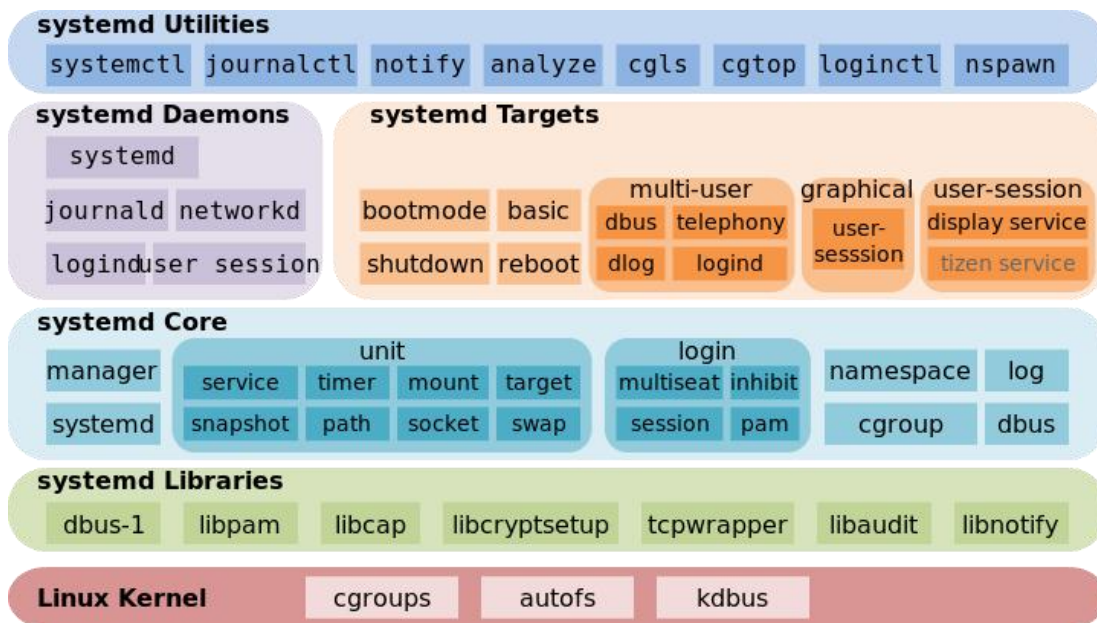 systemd Utilities
systemctl journalctl notify analyze cgls cgtop loginctl nspawn
systemd Daemons
systemd
journald networkd
logind user session
systemd Targets
bootmode basic
shutdown reboot
multi-user
dbus telephony
dlog logind
graphical
user-
sesssion
user-session
display service
tizen service
systemd Core
manager
systemd
unit
service timer mount target
snapshot path socket swap
login
multiseat inhibit
session pam
namespace log
cgroup dbus
systemd Libraries
dbus-1 libpam libcap libcryptsetup tcpwrapper libaudit libnotify
Linux Kernel cgroups autofs kdbus